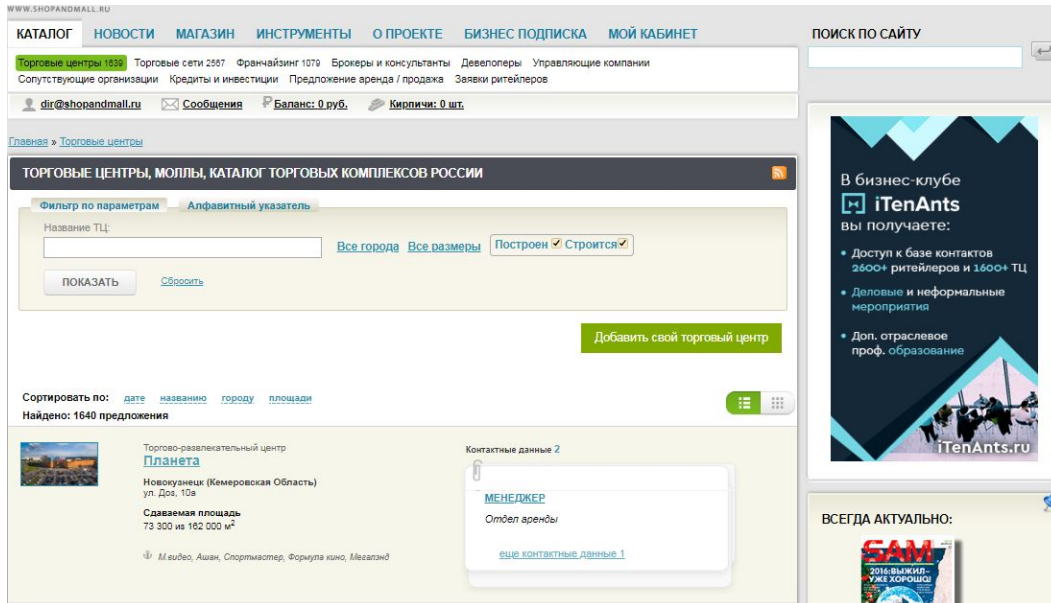 WWW.SHOPANDMALL.RU
КАТАЛОГ НОВОСТИ МАГАЗИН ИНСТРУМЕНТЫ О ПРОЕКТЕ БИЗНЕС ПОДПИСКА МОЙ КАБИНЕТ
Торговые центры 1639 Торговые сети 2567 Франчайзинг 1079 Брокеры и консультанты Девелоперы Управляющие компании
Сопутствующие организации Кредиты и инвестиции Предложение аренда / продажа Заявки ритейлеров
dir@shopandmall.ru Сообщения Баланс: 0 руб. Кирпичи: 0 шт.
Главная » Торговые центры
ТОРГОВЫЕ ЦЕНТРЫ, МОЛЛЫ, КАТАЛОГ ТОРГОВЫХ КОМПЛЕКСОВ РОССИИ
Фильтр по параметрам Алфавитный указатель
Название ТЦ:
Все города Все размеры Построен Строится
ПОКАЗАТЬ Сбросить
Добавить свой торговый центр
Сортировать по: дате названию городу площади
Найдено: 1640 предложения
Торгово-развлекательный центр
Планета
Новокузнецк (Кемеровская Область)
ул. Доз, 10а
Сдаваемая площадь
73 300 из 162 000 м²
М.видео, Ашан, Спортмастер, Формула кино, Мегалэнд
Контактные данные 2
МЕНЕДЖЕР
Отдел аренды
еще контактные данные 1
ПОИСК ПО САЙТУ
В бизнес-клубе
iTenAnts
вы получаете:
• Доступ к базе контактов
2600+ ритейлеров и 1600+ ТЦ
• Деловые и неформальные
мероприятия
• Доп. отраслевое
проф. образование
iTenAnts.ru
ВСЕГДА АКТУАЛЬНО:
SAM
2016: ВЫЖИЛ–
УЖЕ ХОРОШО!